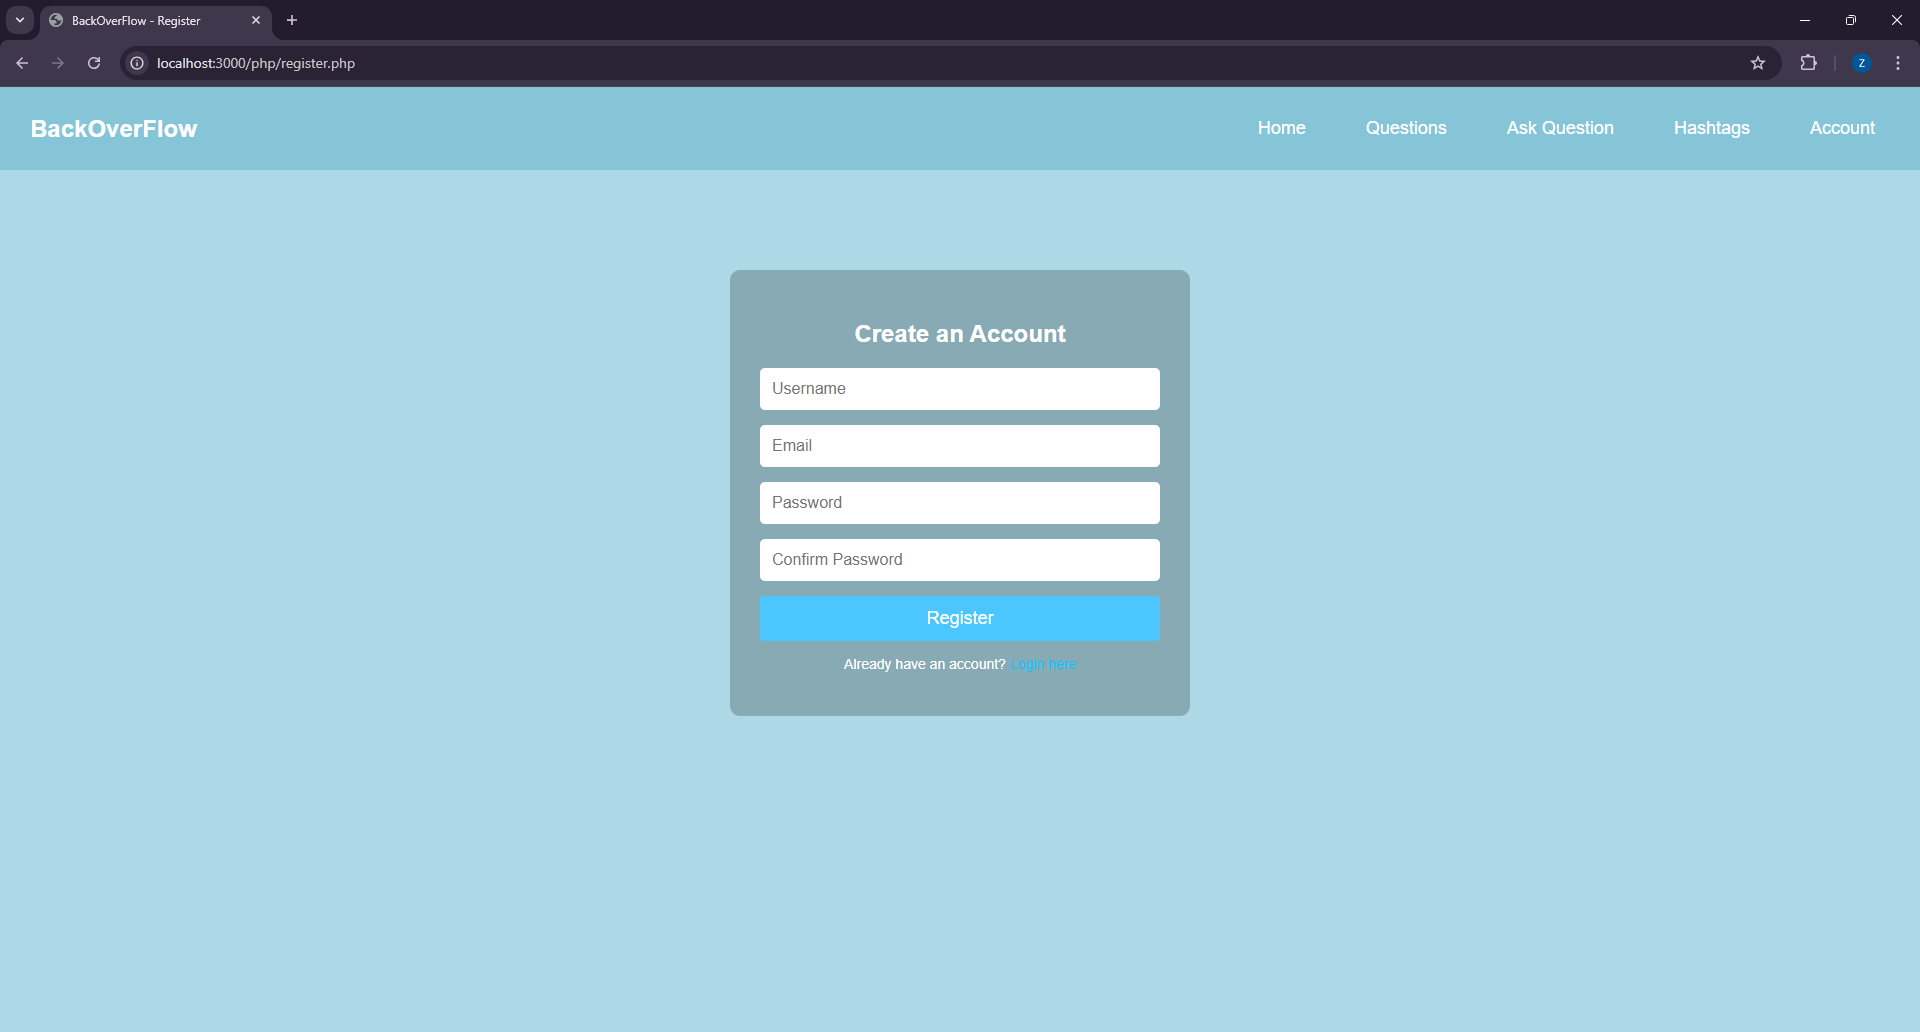 BackOverFlow - Register
localhost:3000/php/register.php
Z
BackOverFlow
Home
Questions
Ask Question
Hashtags
Account
Create an Account
Username
Email
Password
Confirm Password
Register
Already have an account? Login here